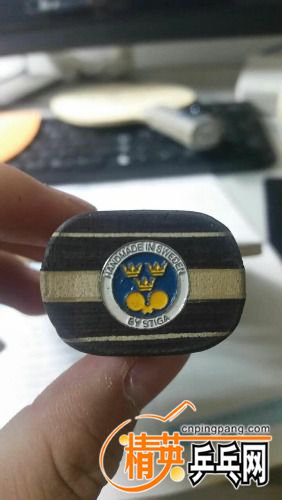 HANDMADE IN SWEDEN
BY STIGA
cnpingpang.com
精英乒乓网